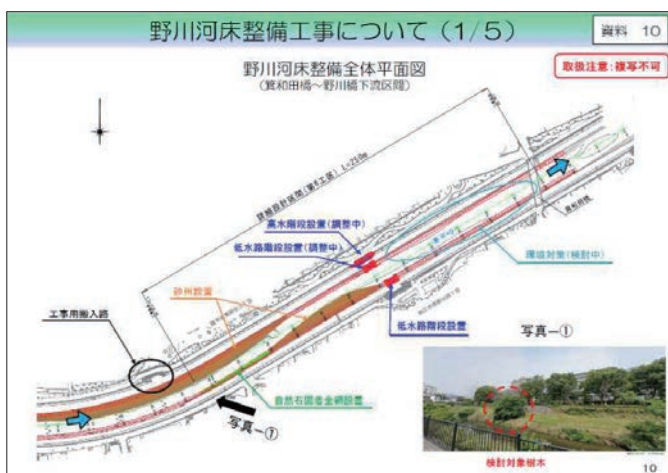 野川河床整備工事について（1/5）
資料 10
取扱注意：複写不可
野川河床整備全体平面図
（箕和田橋～野川橋下流区間）
高水階段設置（調整中）
低水路階段設置（調整中）
砂州設置
工事用搬入路
環境対策（検討中）
低水路階段設置
自然石固着金網設置
写真－①
写真－①
検討対象樹木
10